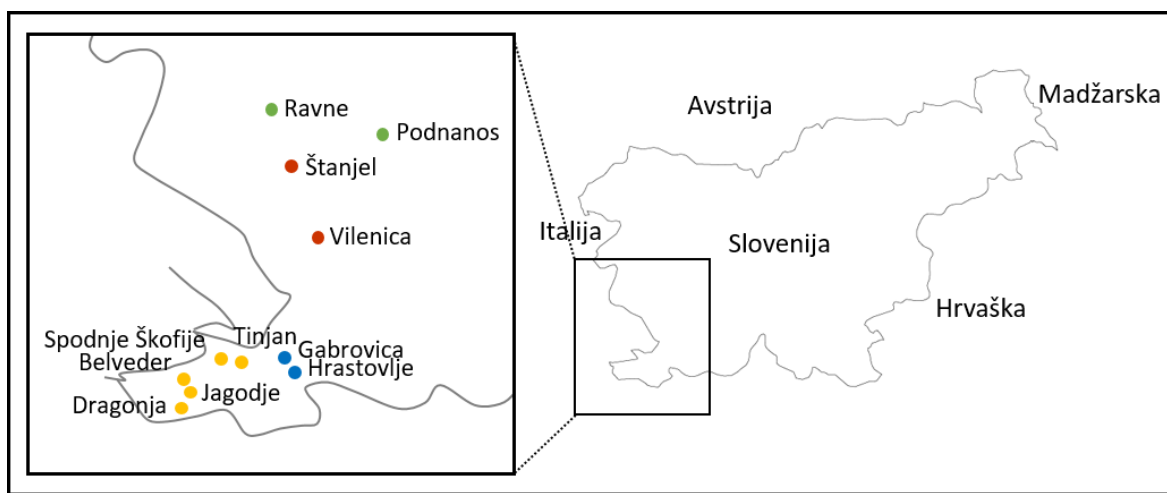 Ravne
Podnanos
Štanjel
Vilenica
Spodnje Škofije
Tinjan
Gabrovica
Belveder
Hrastovlje
Jagodje
Dragonja
Avstrija
Madžarska
Italija
Slovenija
Hrvaška